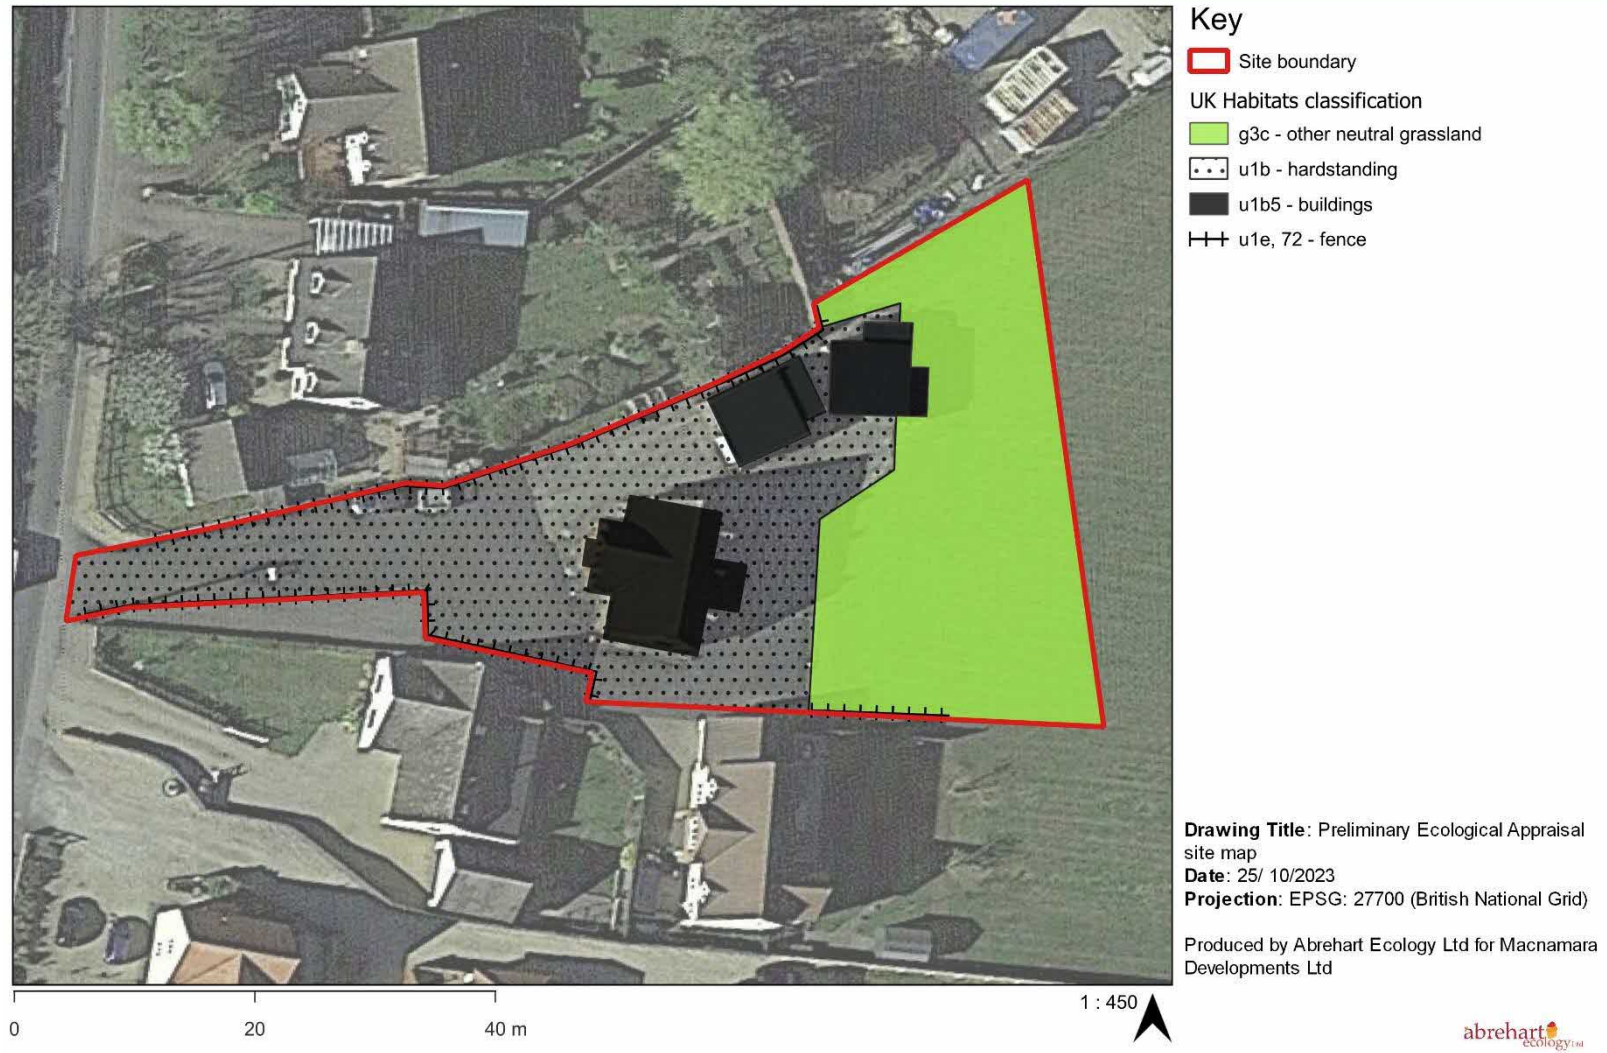 Key
Site boundary
UK Habitats classification
g3c - other neutral grassland
u1b - hardstanding
u1b5 - buildings
u1e, 72 - fence
Drawing Title: Preliminary Ecological Appraisal
site map
Date: 25/ 10/2023
Projection: EPSG: 27700 (British National Grid)
Produced by Abrehart Ecology Ltd for Macnamara
Developments Ltd
1 : 450
0 20 40 m
abrehart
ecology Ltd